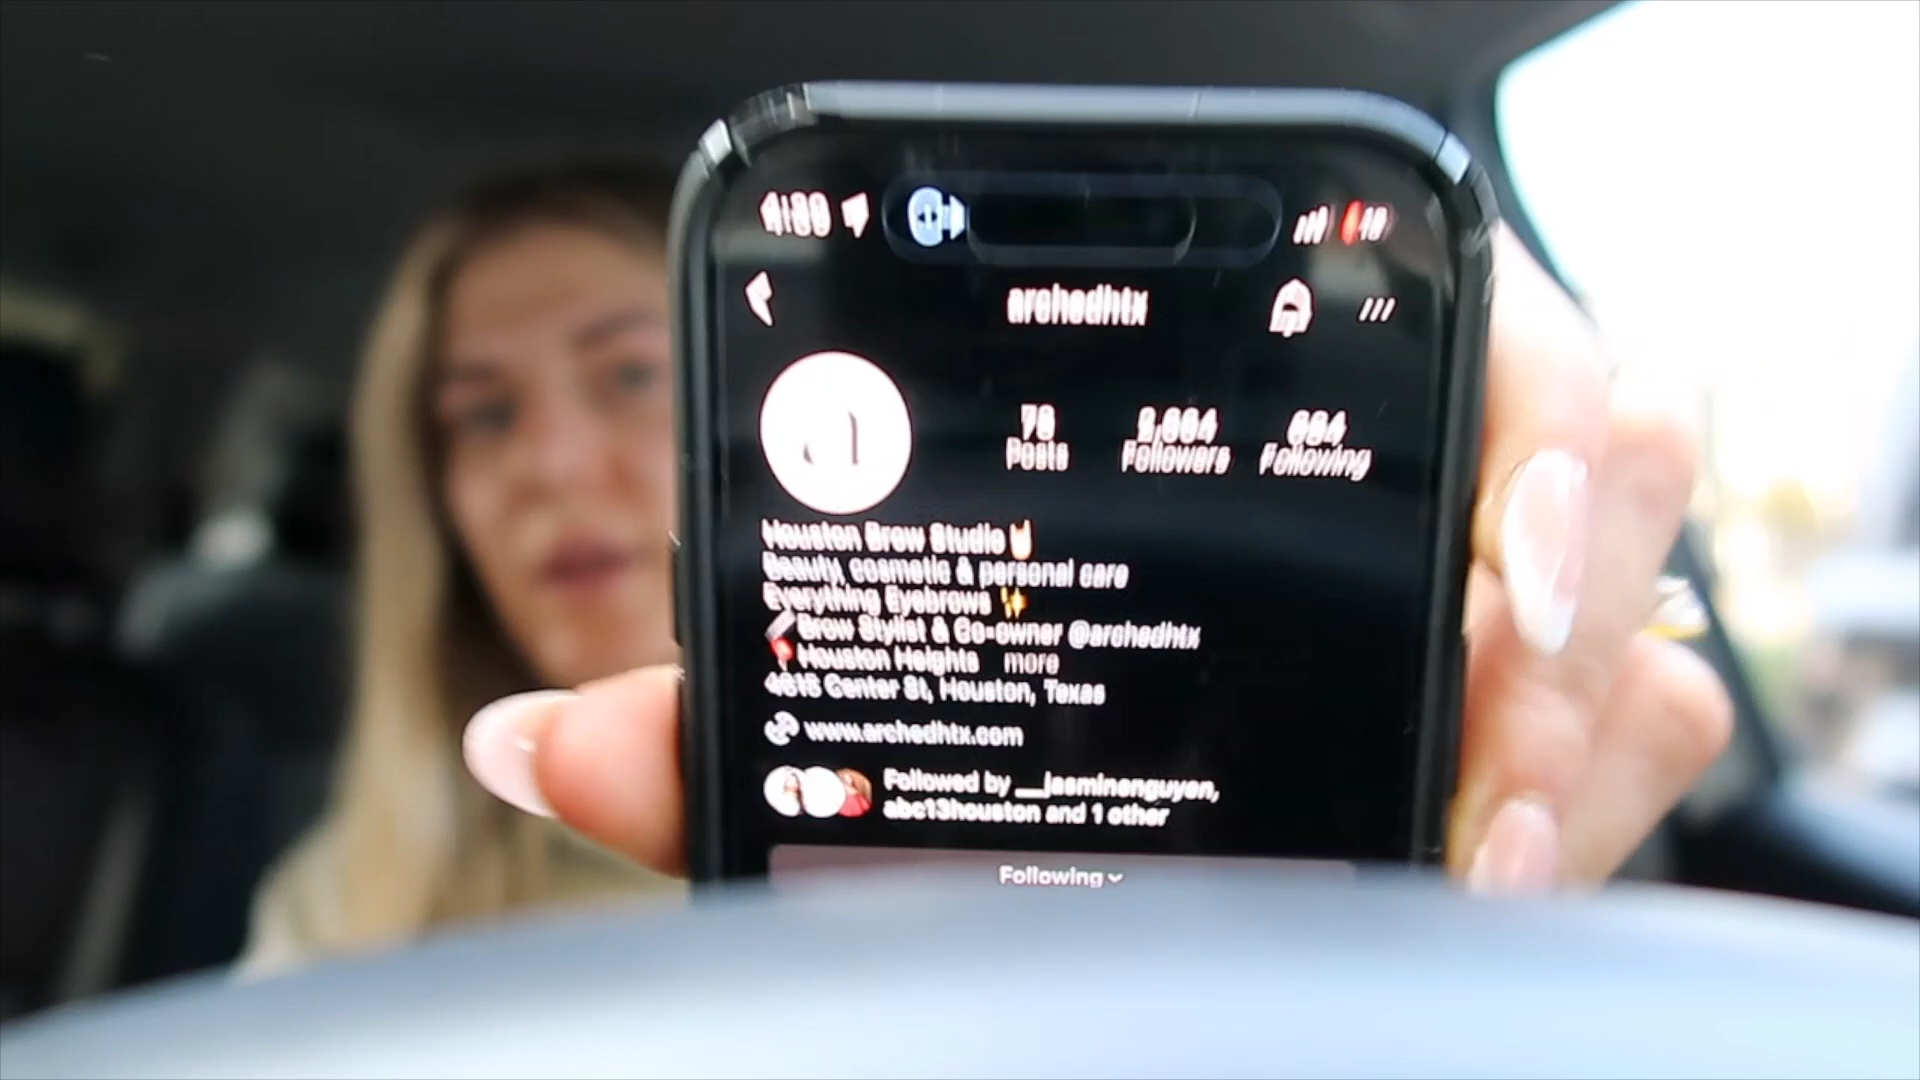 archedhtx
Posts Followers Following
Houston Brow Studio
Beauty, cosmetic & personal care
Everything Eyebrows ✨
Brow Stylist & Co-owner @archedhtx
📍 Houston Heights more
Center St, Houston, Texas
www.archedhtx.com
Followed by __jasminenguyen,
abc13houston and 1 other
Following